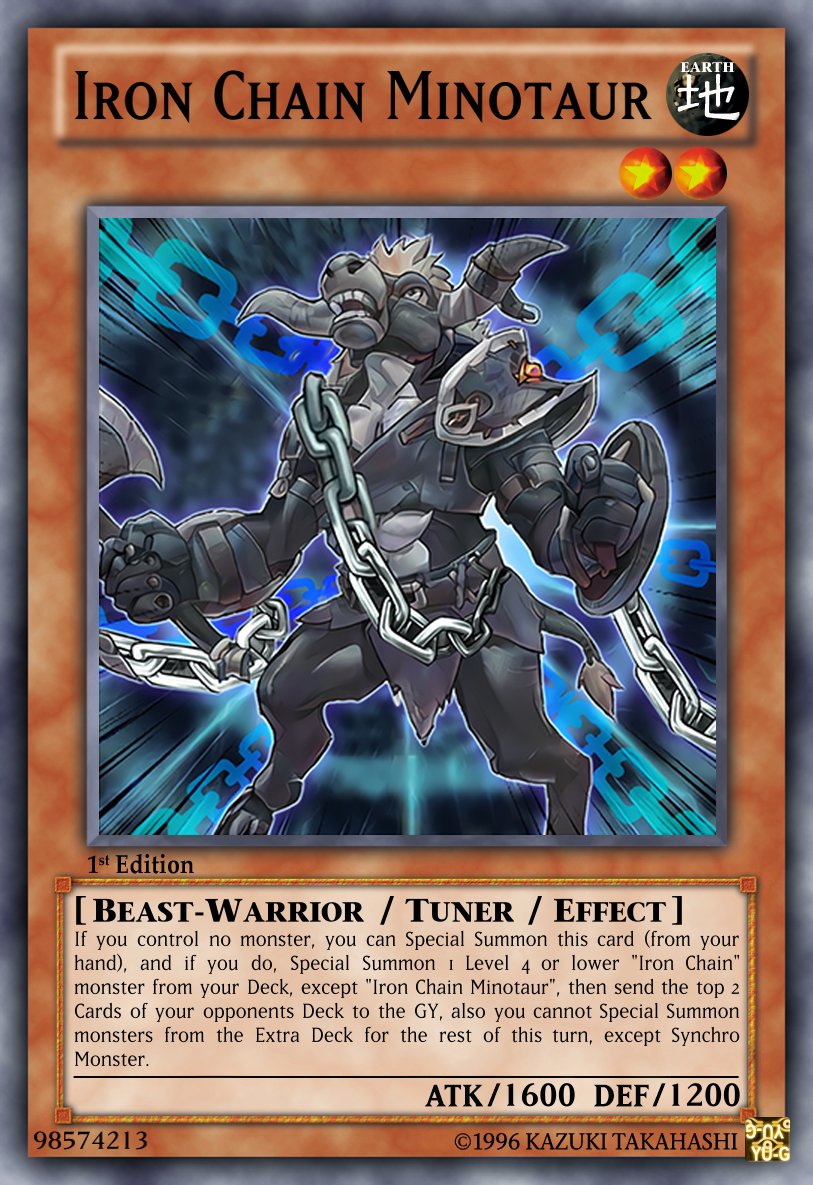 Iron Chain Minotaur
EARTH
地
1st Edition
[ Beast-Warrior / Tuner / Effect ]
If you control no monster, you can Special Summon this card (from your
hand), and if you do, Special Summon 1 Level 4 or lower "Iron Chain"
monster from your Deck, except "Iron Chain Minotaur", then send the top 2
Cards of your opponents Deck to the GY, also you cannot Special Summon
monsters from the Extra Deck for the rest of this turn, except Synchro
Monster.
ATK/1600 DEF/1200
98574213
©1996 KAZUKI TAKAHASHI